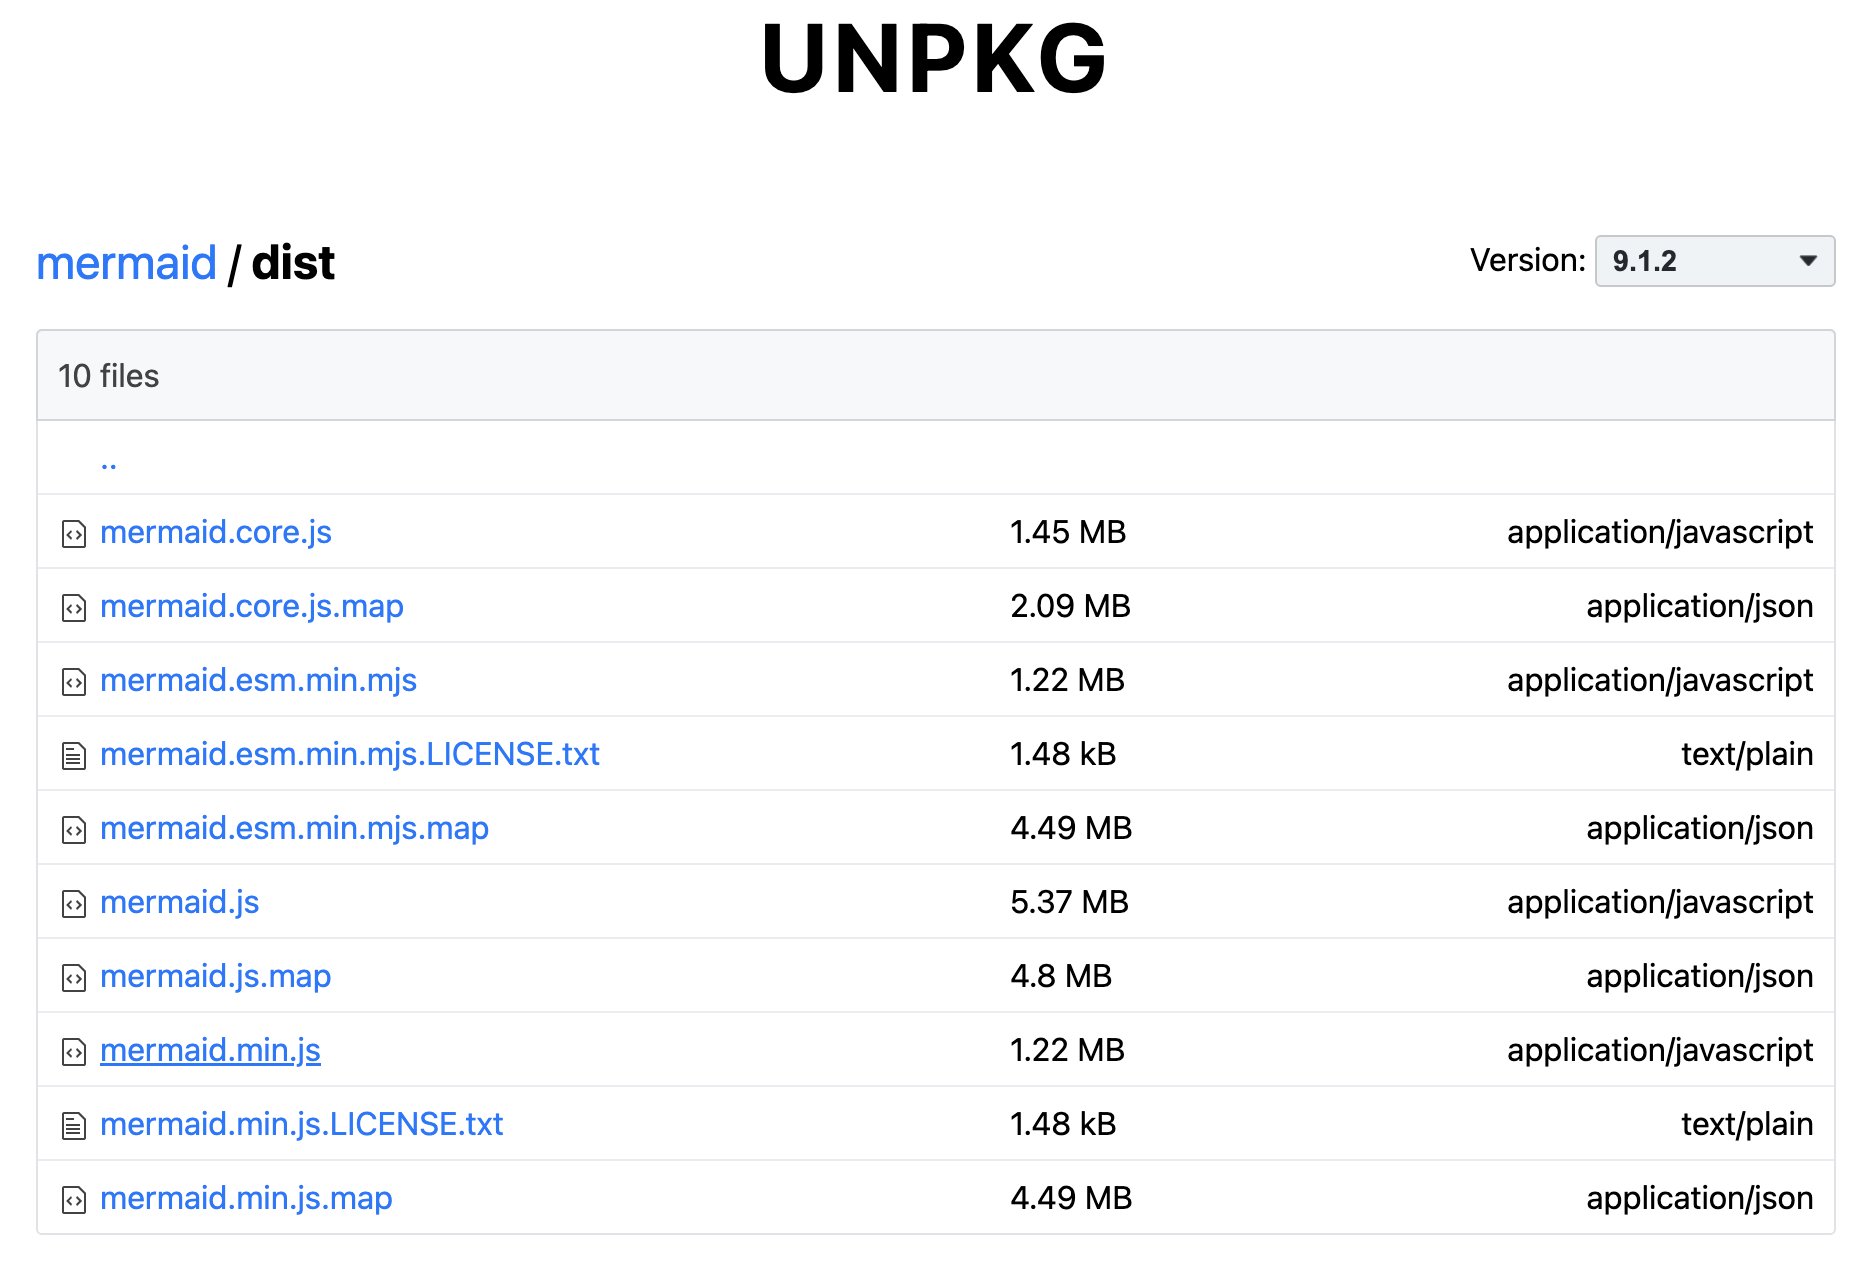 UNPKG
mermaid / dist
Version: 9.1.2
10 files
..
mermaid.core.js 1.45 MB application/javascript
mermaid.core.js.map 2.09 MB application/json
mermaid.esm.min.mjs 1.22 MB application/javascript
mermaid.esm.min.mjs.LICENSE.txt 1.48 kB text/plain
mermaid.esm.min.mjs.map 4.49 MB application/json
mermaid.js 5.37 MB application/javascript
mermaid.js.map 4.8 MB application/json
mermaid.min.js 1.22 MB application/javascript
mermaid.min.js.LICENSE.txt 1.48 kB text/plain
mermaid.min.js.map 4.49 MB application/json